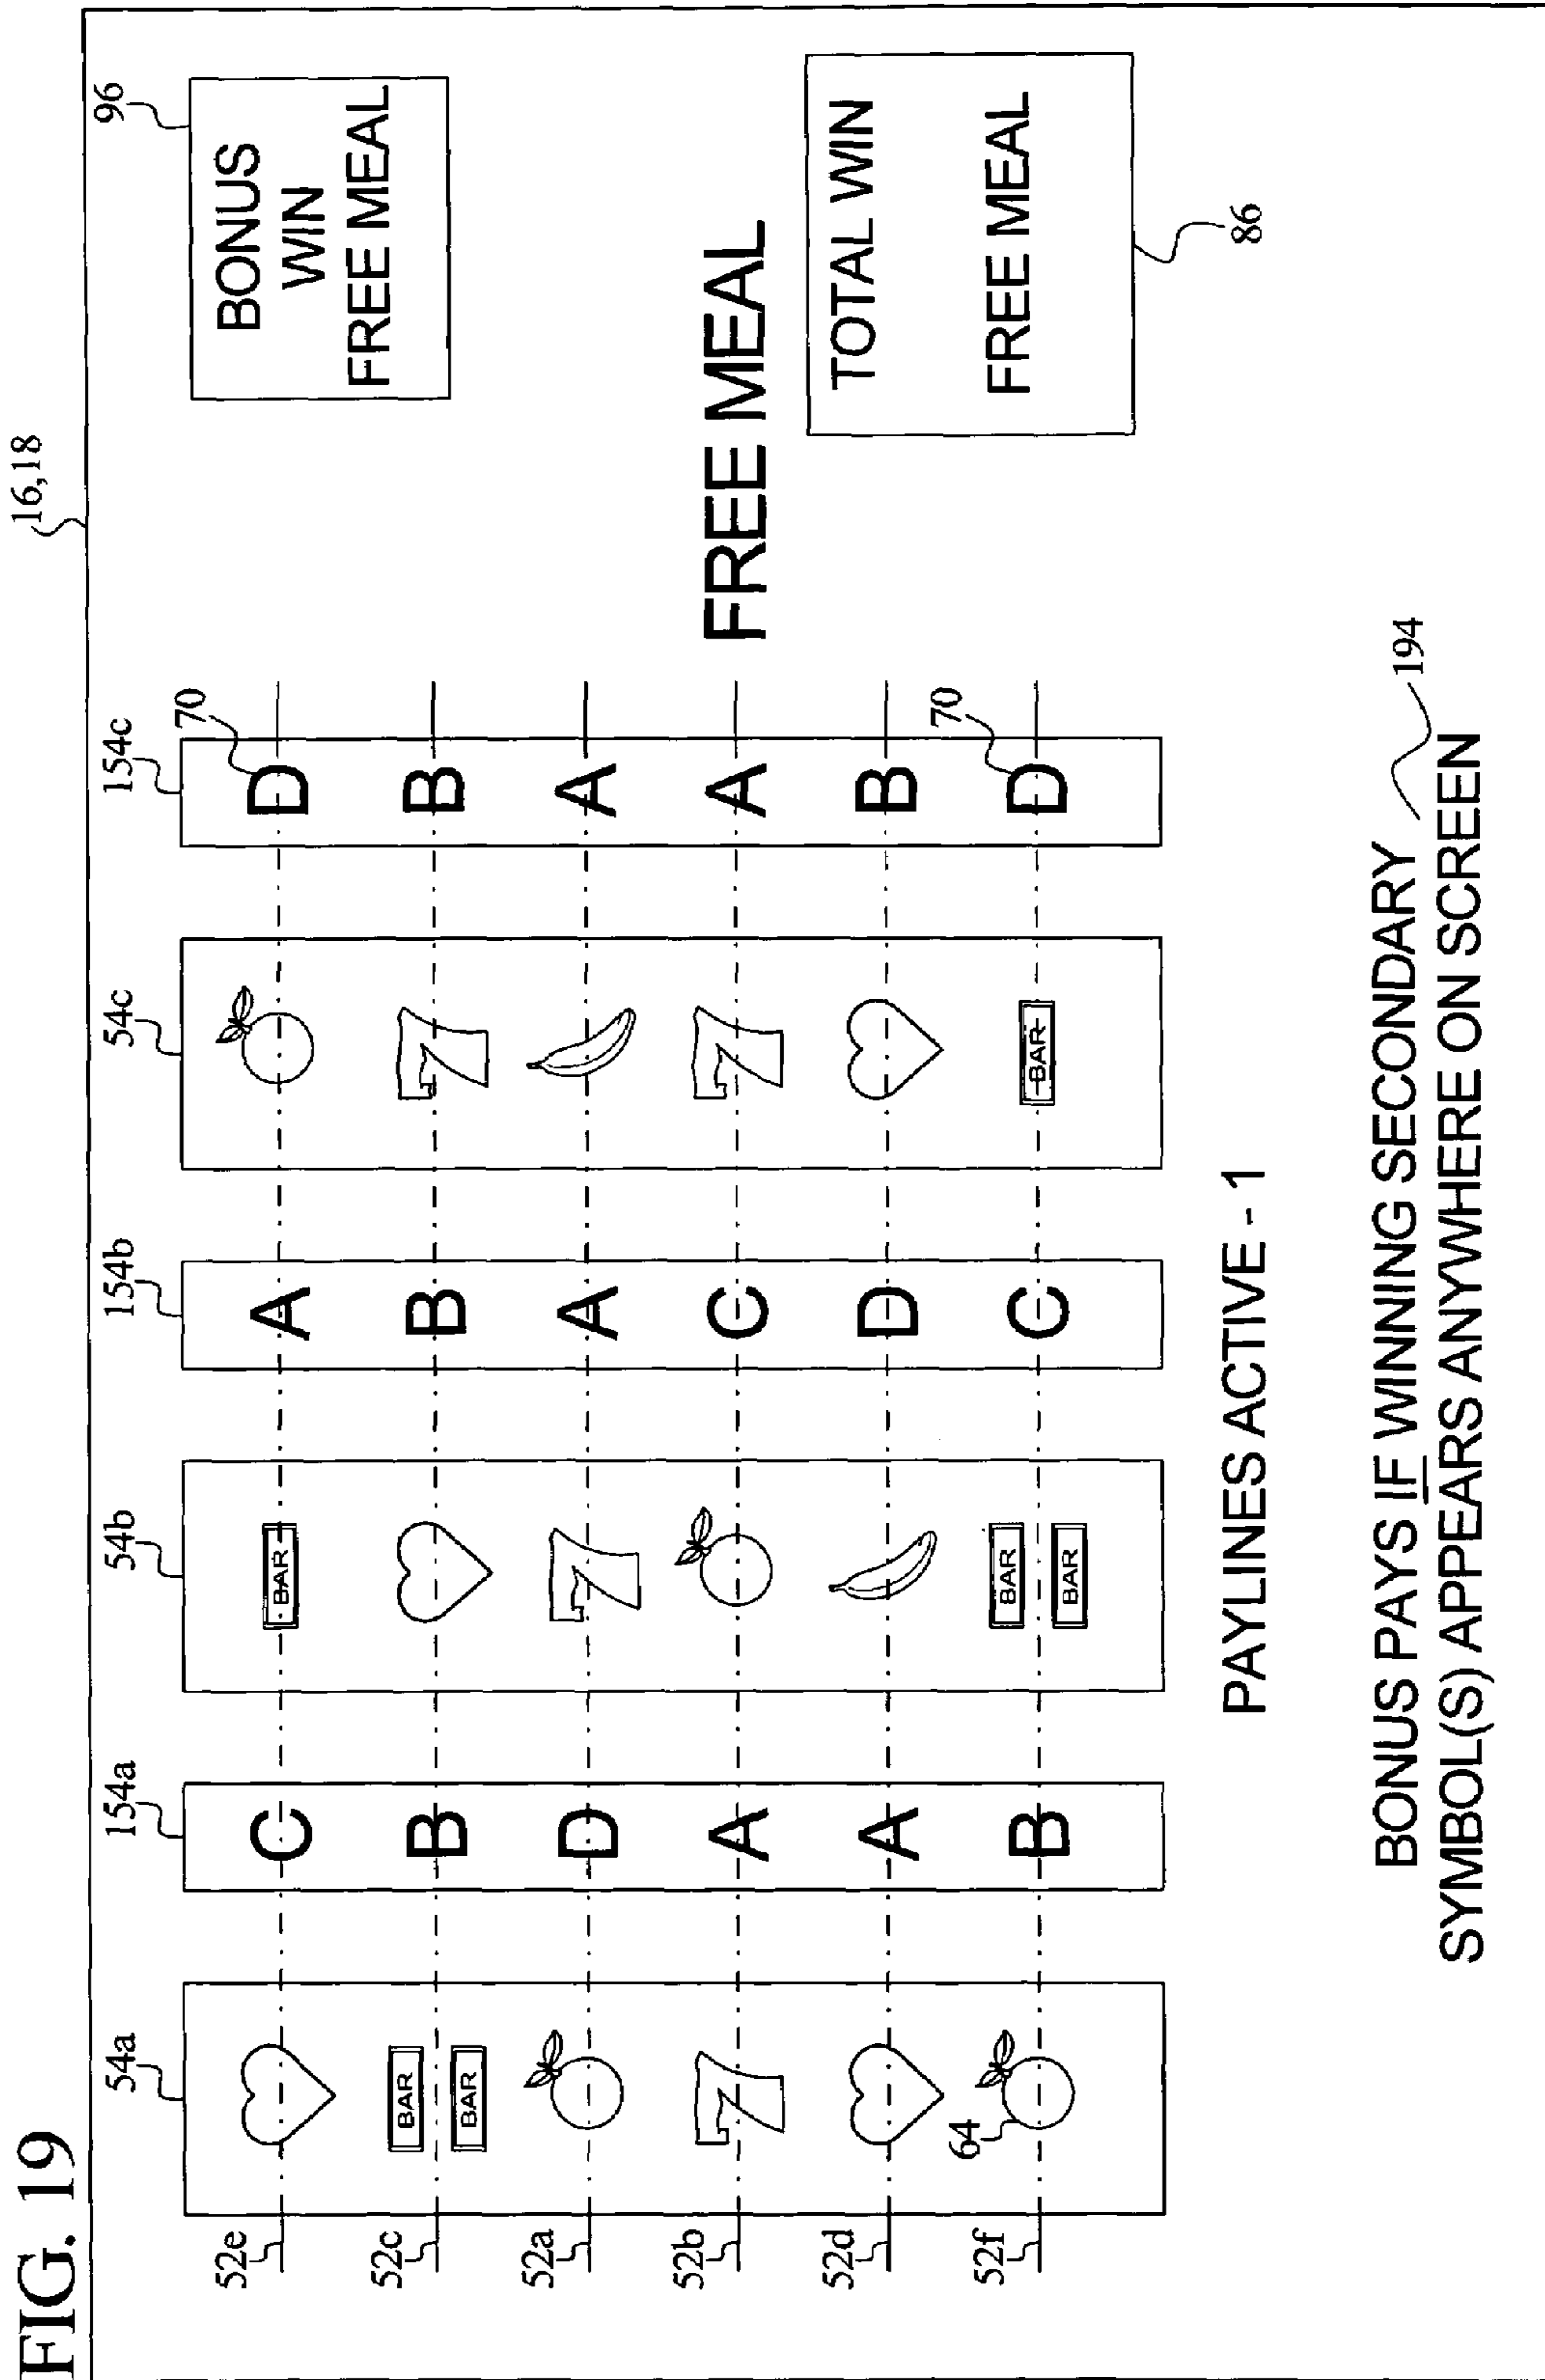 FIG. 19
16,18
54a 154a 54b 154b 54c 154c
96
BONUS
WIN
FREE MEAL
52e C BAR A D 70
52c BAR B B B
BAR
52a D A A
FREE MEAL
52b A C A
TOTAL WIN
FREE MEAL
86
52d A D B
52f 64 B BAR C BAR D 70
BAR
PAYLINES ACTIVE - 1
BONUS PAYS IF WINNING SECONDARY
SYMBOL(S) APPEARS ANYWHERE ON SCREEN
194